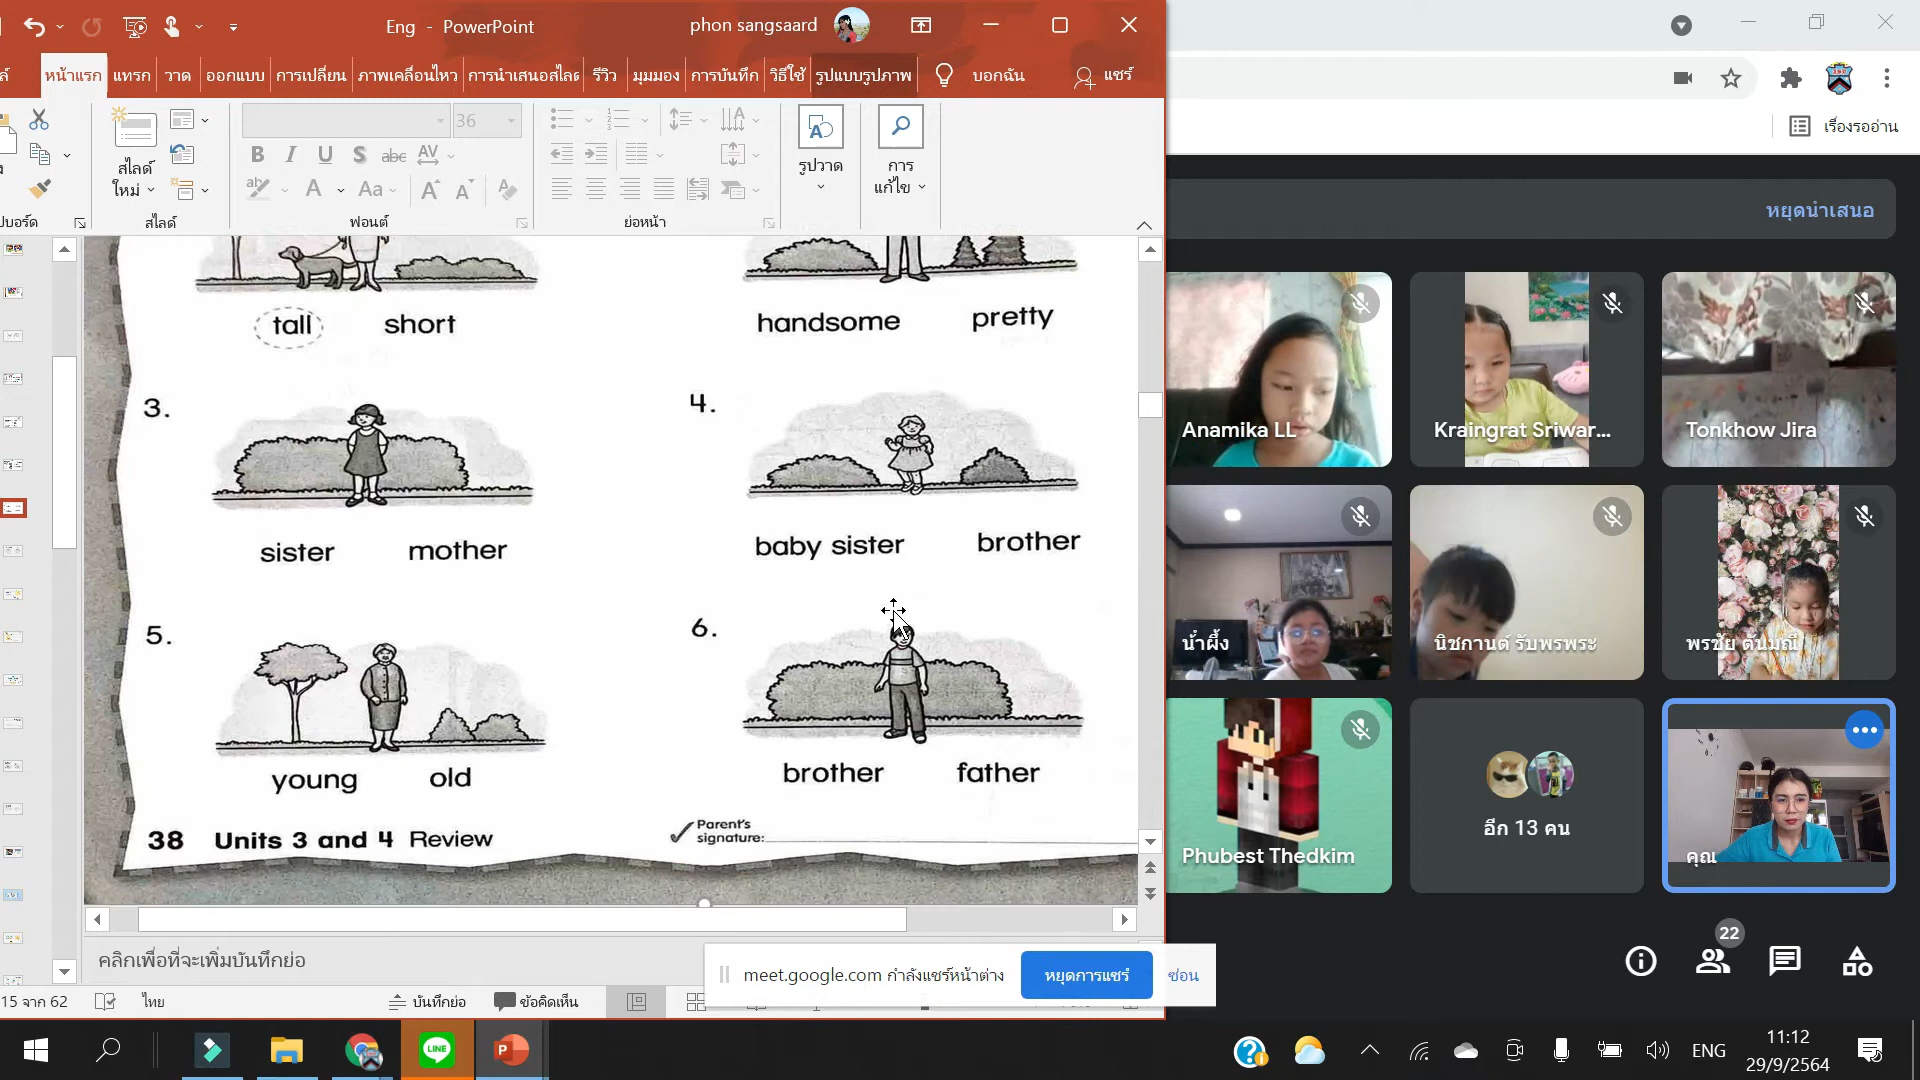 Eng - PowerPoint
phon sangsaard
หน้าแรก
แทรก
วาด
ออกแบบ
การเปลี่ยน
ภาพเคลื่อนไหว
การนำเสนอสไลด์
รีวิว
มุมมอง
การบันทึก
วิธีใช้
รูปแบบรูปภาพ
บอกฉัน
แชร์
36
B I U S abc AV
สไลด์
ใหม่
A Aa A A
รูปวาด
การ
แก้ไข
สไลด์
ฟอนต์
ย่อหน้า
tall short
handsome pretty
3.
4.
sister mother
baby sister brother
5.
6.
young old
brother father
38 Units 3 and 4 Review
Parent's
signature:
คลิกเพื่อที่จะเพิ่มบันทึกย่อ
meet.google.com กำลังแชร์หน้าต่าง
หยุดการแชร์
ซ่อน
15 จาก 62
ไทย
บันทึกย่อ
ข้อคิดเห็น
เรื่องรออ่าน
หยุดนำเสนอ
Anamika LL
Kraingrat Sriwar...
Tonkhow Jira
น้ำผึ้ง
นิชกานต์ รับพรพระ
พรชัย ตันมณี
Phubest Thedkim
อีก 13 คน
คุณ
22
LINE
ENG
11:12
29/9/2564